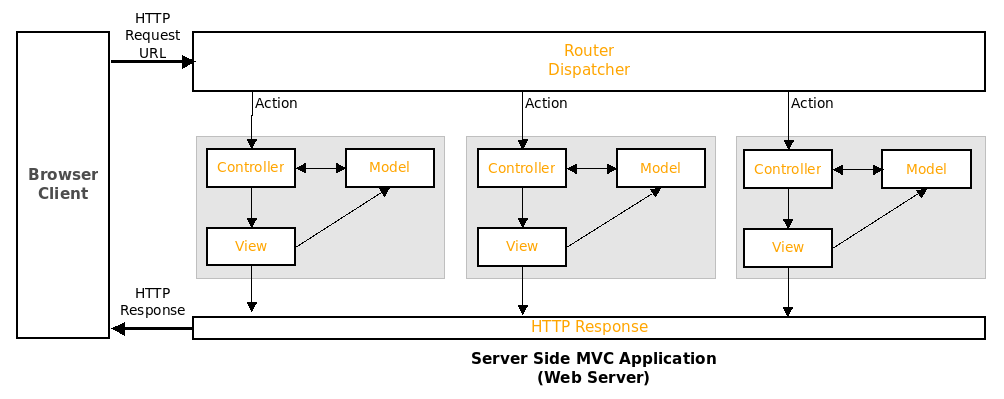 HTTP
Request
URL
Router
Dispatcher
Action
Action
Action
Browser
Client
Controller
Model
Controller
Model
Controller
Model
View
View
View
HTTP
Response
HTTP Response
Server Side MVC Application
(Web Server)